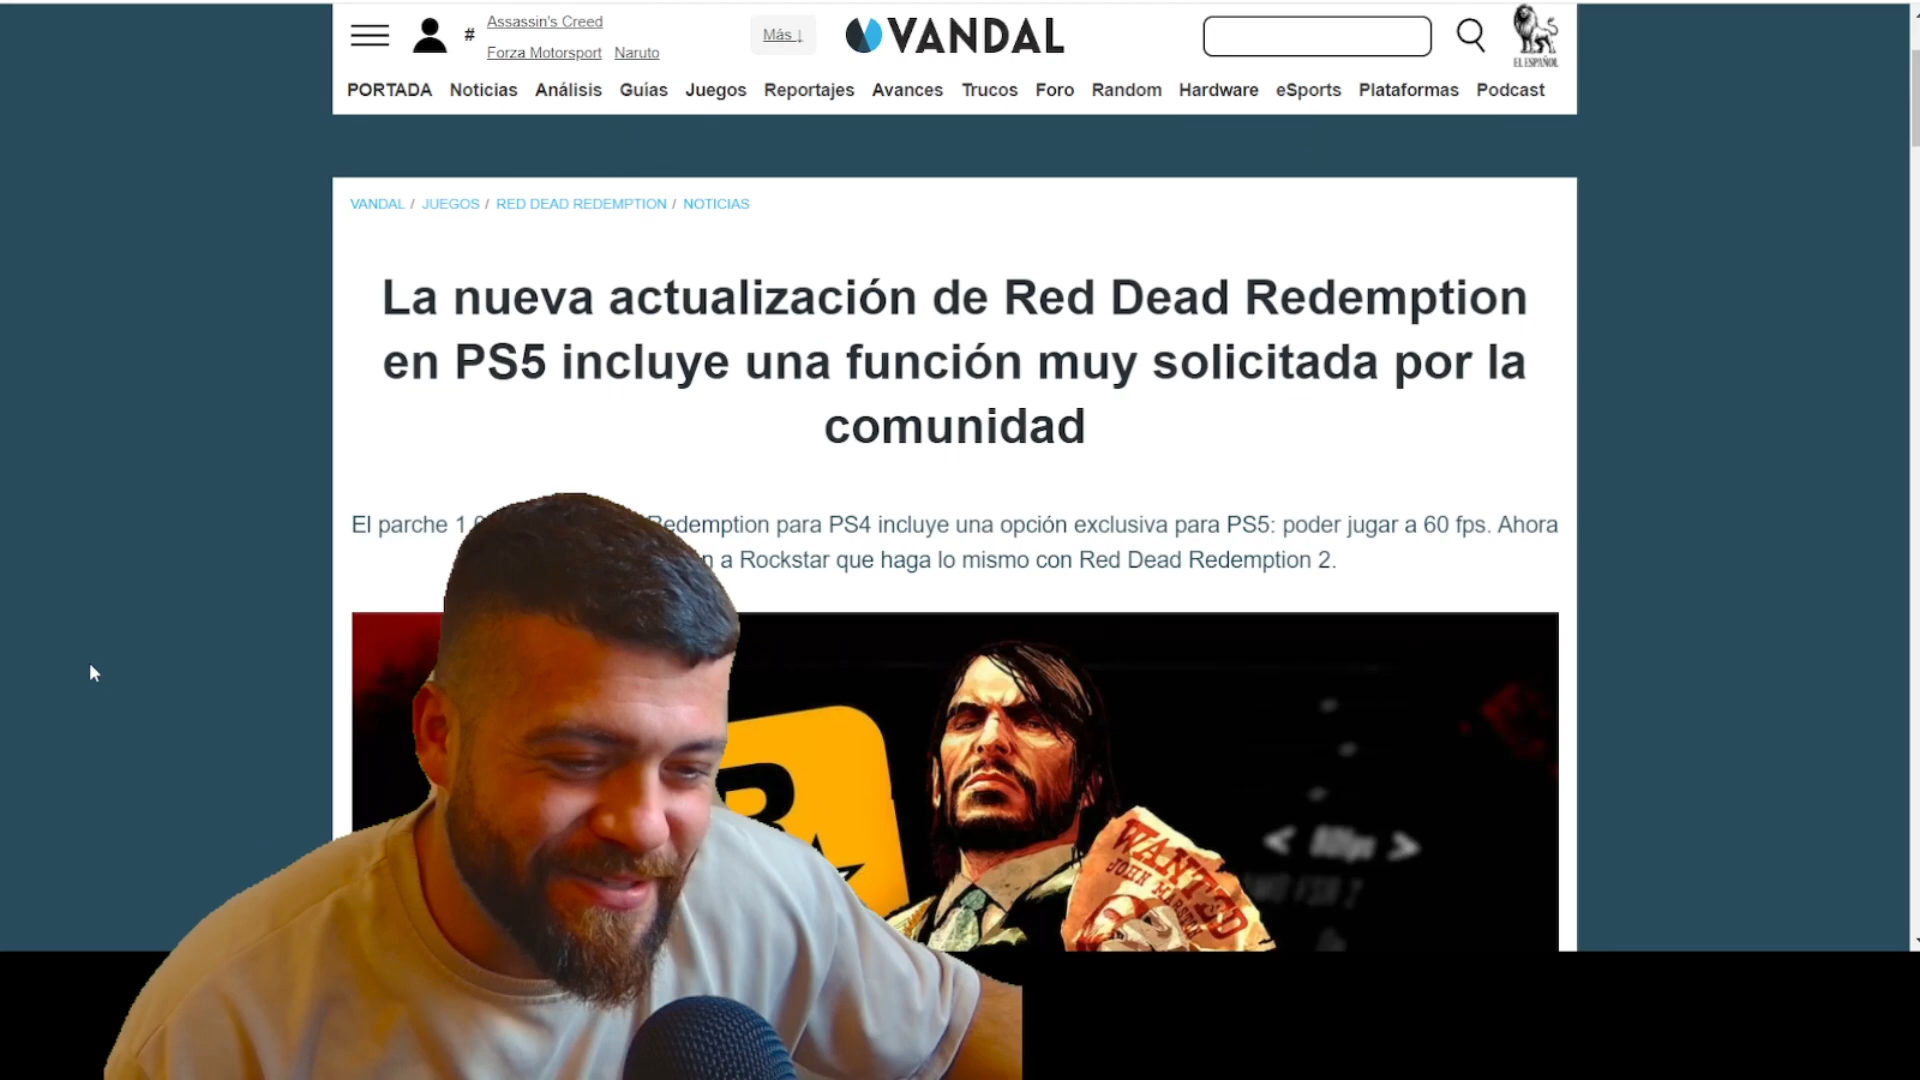 # Assassin's Creed
Forza Motorsport Naruto
Más ↓
VANDAL
EL ESPAÑOL
PORTADA Noticias Análisis Guías Juegos Reportajes Avances Trucos Foro Random Hardware eSports Plataformas Podcast
VANDAL / JUEGOS / RED DEAD REDEMPTION / NOTICIAS
La nueva actualización de Red Dead Redemption
en PS5 incluye una función muy solicitada por la
comunidad
El parche 1. Redemption para PS4 incluye una opción exclusiva para PS5: poder jugar a 60 fps. Ahora
a Rockstar que haga lo mismo con Red Dead Redemption 2.
R
WANTED
JOHN MARSTON
< 60fps >